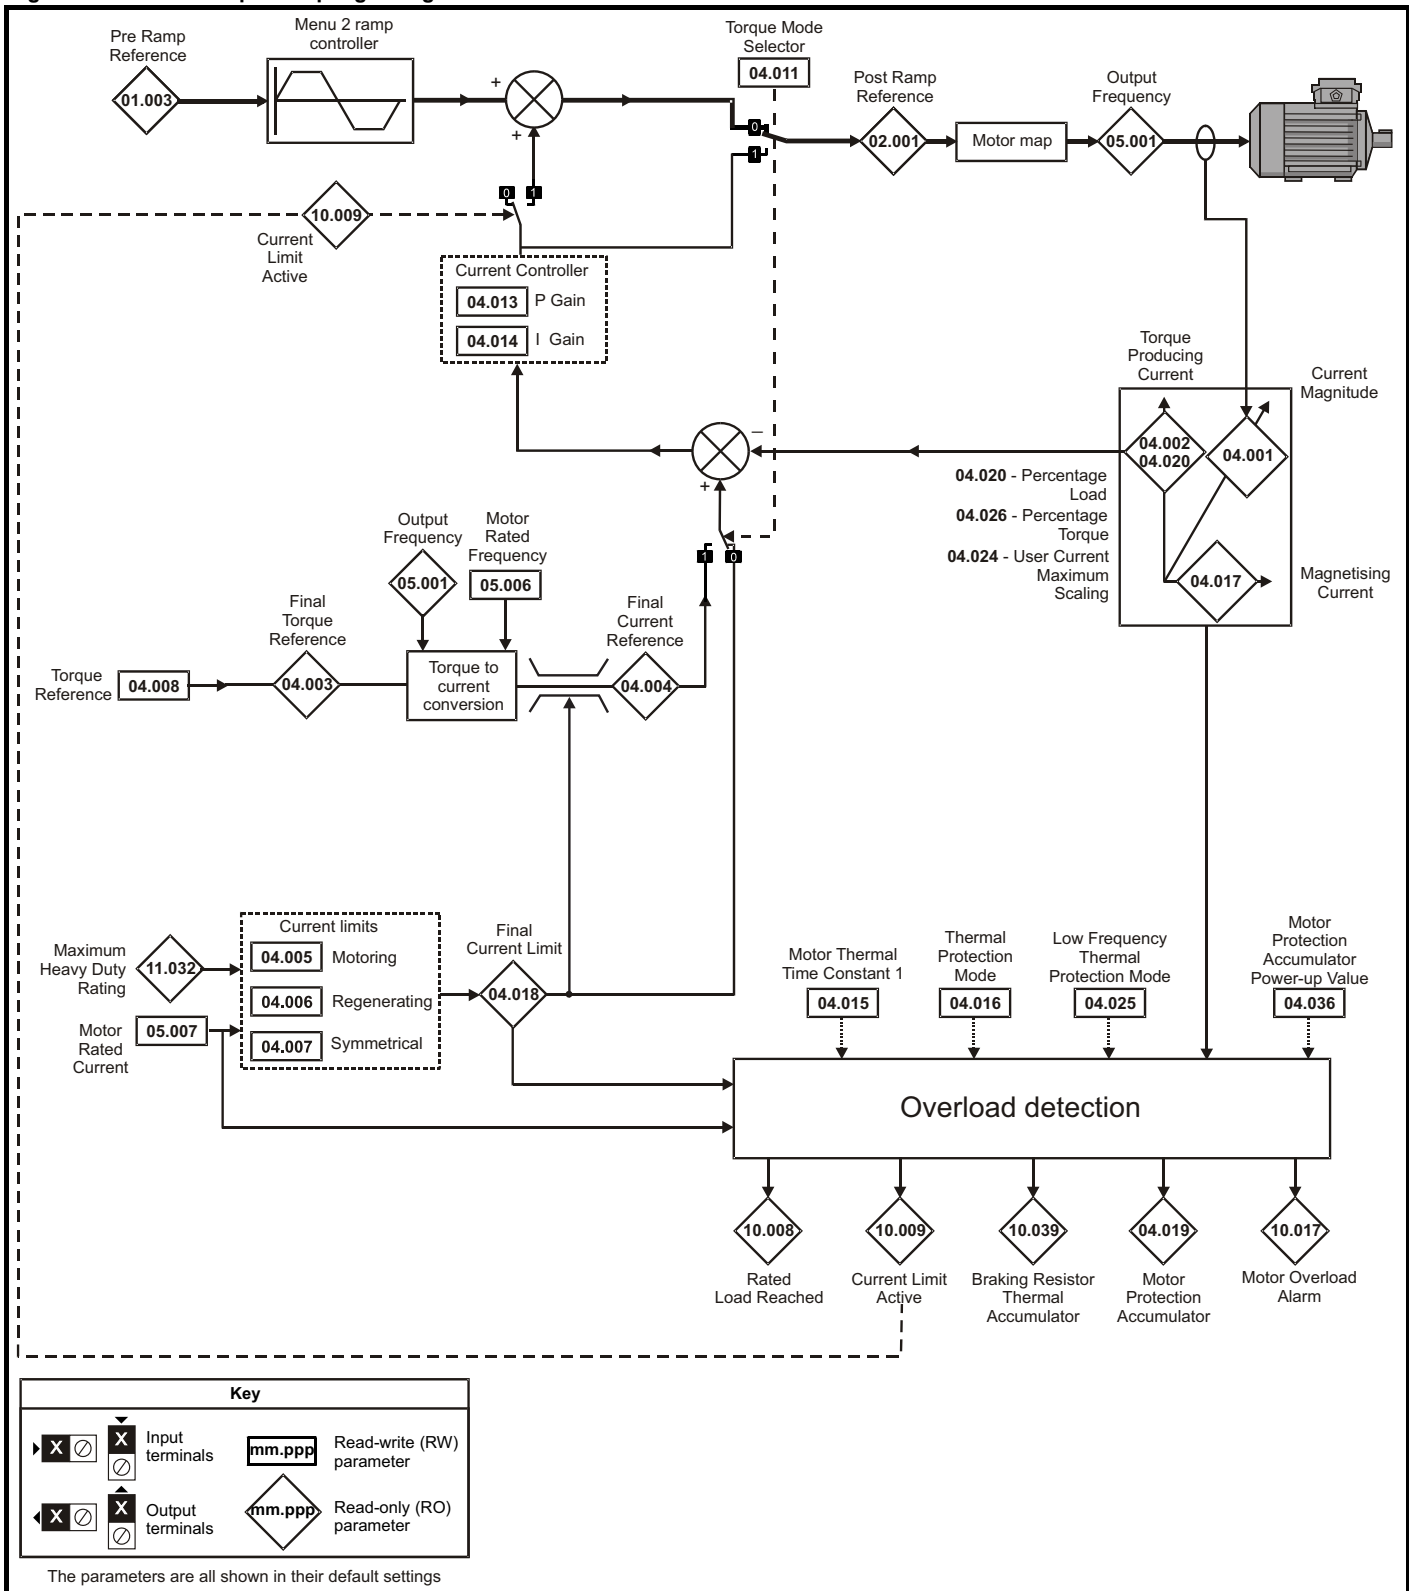 Pre Ramp
Reference
01.003
Menu 2 ramp
controller
+
+
Torque Mode
Selector
04.011
0
1
Post Ramp
Reference
02.001
Motor map
Output
Frequency
05.001
0
1
10.009
Current
Limit
Active
Current Controller
04.013 P Gain
04.014 I Gain
Torque
Producing
Current
Current
Magnitude
04.002
04.020
04.001
04.017
Magnetising
Current
–
+
04.020 - Percentage
Load
04.026 - Percentage
Torque
04.024 - User Current
Maximum
Scaling
1
0
Output
Frequency
05.001
Motor
Rated
Frequency
05.006
Final
Torque
Reference
04.003
Final
Current
Reference
04.004
Torque
Reference
04.008
Torque to
current
conversion
Maximum
Heavy Duty
Rating
11.032
Motor
Rated
Current
05.007
Current limits
04.005 Motoring
04.006 Regenerating
04.007 Symmetrical
Final
Current Limit
04.018
Motor Thermal
Time Constant 1
04.015
Thermal
Protection
Mode
04.016
Low Frequency
Thermal
Protection Mode
04.025
Motor
Protection
Accumulator
Power-up Value
04.036
Overload detection
10.008
Rated
Load Reached
10.009
Current Limit
Active
10.039
Braking Resistor
Thermal
Accumulator
04.019
Motor
Protection
Accumulator
10.017
Motor Overload
Alarm
Key
X
X
Input
terminals
mm.ppp
Read-write (RW)
parameter
X
X
Output
terminals
mm.ppp
Read-only (RO)
parameter
The parameters are all shown in their default settings